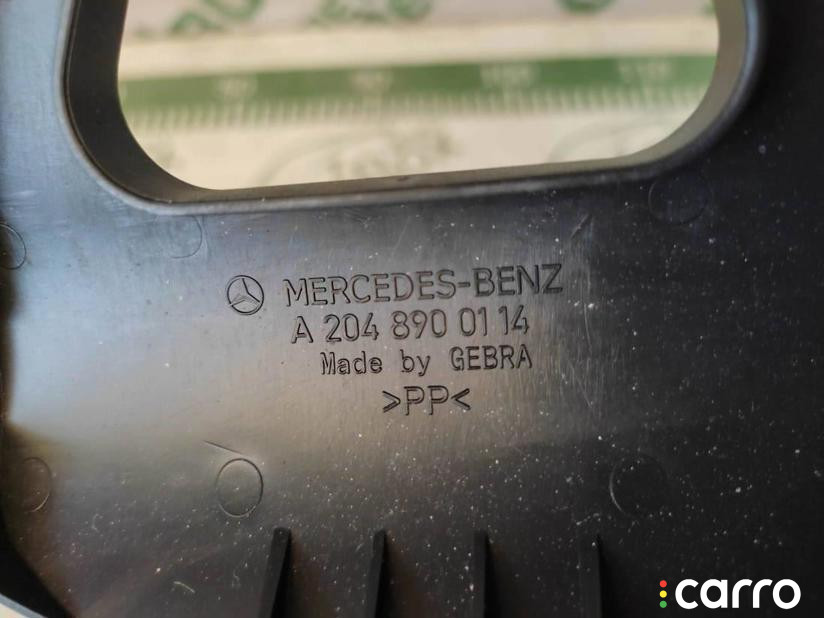 MERCEDES-BENZ
A 204 890 01 14
Made by GEBRA
>PP<
carro